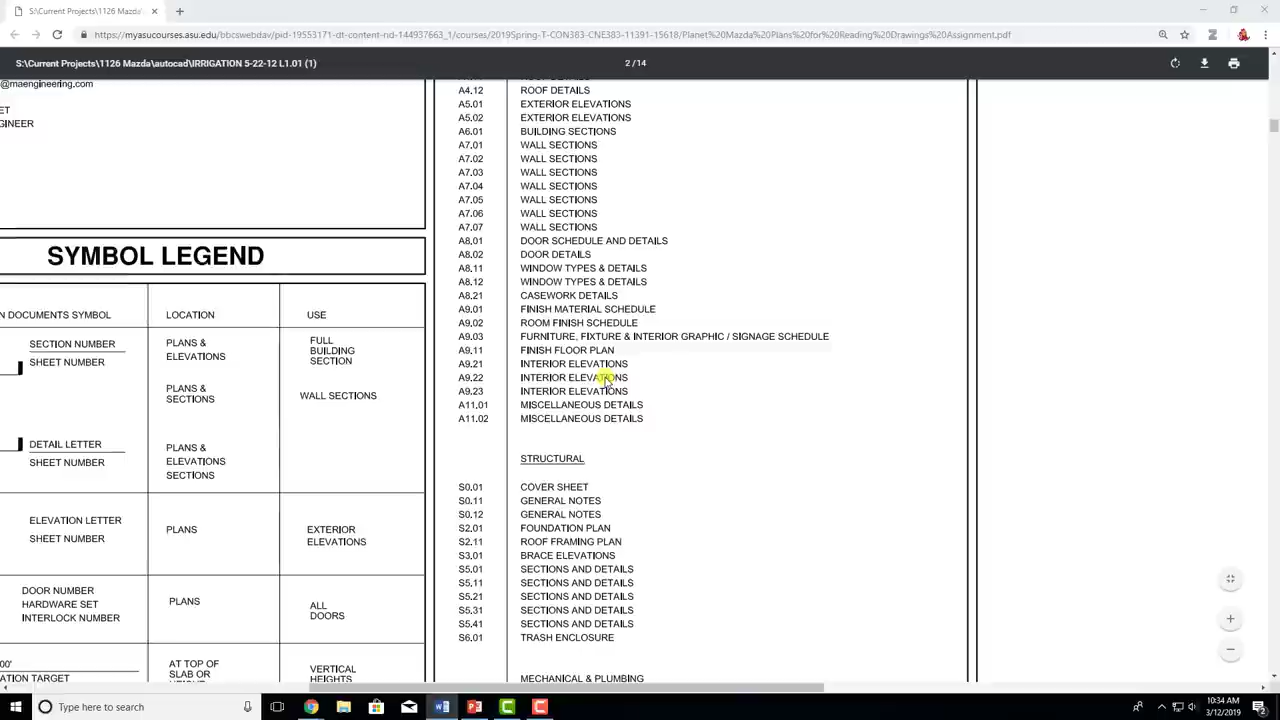 S:\Current Projects\1126 Mazda\
https://myasucourses.asu.edu/bbcswebdav/pid-19553171-dt-content-nid-144937663_1/courses/2019Spring-T-CON383-CNE383-11391-15618/Planet%20Mazda%20Plans%20for%20Reading%20Drawings%20Assignment.pdf
S:\Current Projects\1126 Mazda\autocad\IRRIGATION 5-22-12 L1.01 (1)
2 / 14
@maengineering.com
ET
GINEER
SYMBOL LEGEND
N DOCUMENTS SYMBOL
LOCATION
USE
SECTION NUMBER
SHEET NUMBER
PLANS &
ELEVATIONS
FULL
BUILDING
SECTION
PLANS &
SECTIONS
WALL SECTIONS
DETAIL LETTER
SHEET NUMBER
PLANS &
ELEVATIONS
SECTIONS
ELEVATION LETTER
SHEET NUMBER
PLANS
EXTERIOR
ELEVATIONS
DOOR NUMBER
HARDWARE SET
INTERLOCK NUMBER
PLANS
ALL
DOORS
00'
ATION TARGET
AT TOP OF
SLAB OR
VERTICAL
HEIGHTS
A4.12 ROOF DETAILS
A5.01 EXTERIOR ELEVATIONS
A5.02 EXTERIOR ELEVATIONS
A6.01 BUILDING SECTIONS
A7.01 WALL SECTIONS
A7.02 WALL SECTIONS
A7.03 WALL SECTIONS
A7.04 WALL SECTIONS
A7.05 WALL SECTIONS
A7.06 WALL SECTIONS
A7.07 WALL SECTIONS
A8.01 DOOR SCHEDULE AND DETAILS
A8.02 DOOR DETAILS
A8.11 WINDOW TYPES & DETAILS
A8.12 WINDOW TYPES & DETAILS
A8.21 CASEWORK DETAILS
A9.01 FINISH MATERIAL SCHEDULE
A9.02 ROOM FINISH SCHEDULE
A9.03 FURNITURE, FIXTURE & INTERIOR GRAPHIC / SIGNAGE SCHEDULE
A9.11 FINISH FLOOR PLAN
A9.21 INTERIOR ELEVATIONS
A9.22 INTERIOR ELEVATIONS
A9.23 INTERIOR ELEVATIONS
A11.01 MISCELLANEOUS DETAILS
A11.02 MISCELLANEOUS DETAILS
STRUCTURAL
S0.01 COVER SHEET
S0.11 GENERAL NOTES
S0.12 GENERAL NOTES
S2.01 FOUNDATION PLAN
S2.11 ROOF FRAMING PLAN
S3.01 BRACE ELEVATIONS
S5.01 SECTIONS AND DETAILS
S5.11 SECTIONS AND DETAILS
S5.21 SECTIONS AND DETAILS
S5.31 SECTIONS AND DETAILS
S5.41 SECTIONS AND DETAILS
S6.01 TRASH ENCLOSURE
MECHANICAL & PLUMBING
Type here to search
10:34 AM
3/12/2019